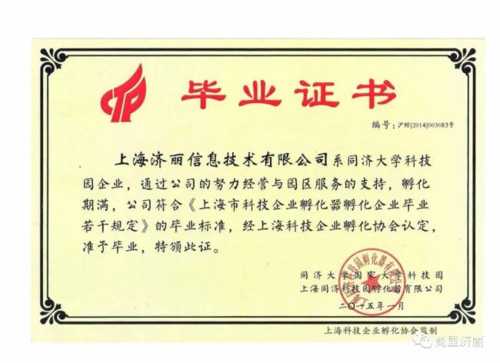 毕业证书
编号:沪孵[2014]003083号
上海济丽信息技术有限公司系同济大学科技
园企业,通过公司的努力经营与园区服务的支持,孵化
期满,公司符合《上海市科技企业孵化器孵化企业毕业
若干规定》的毕业标准,经上海科技企业孵化协会认定,
准予毕业,特颁此证。
同济大学国家大学科技园
上海同济科技园孵化器有限公司
二〇一五年一月
上海科技企业孵化协会监制